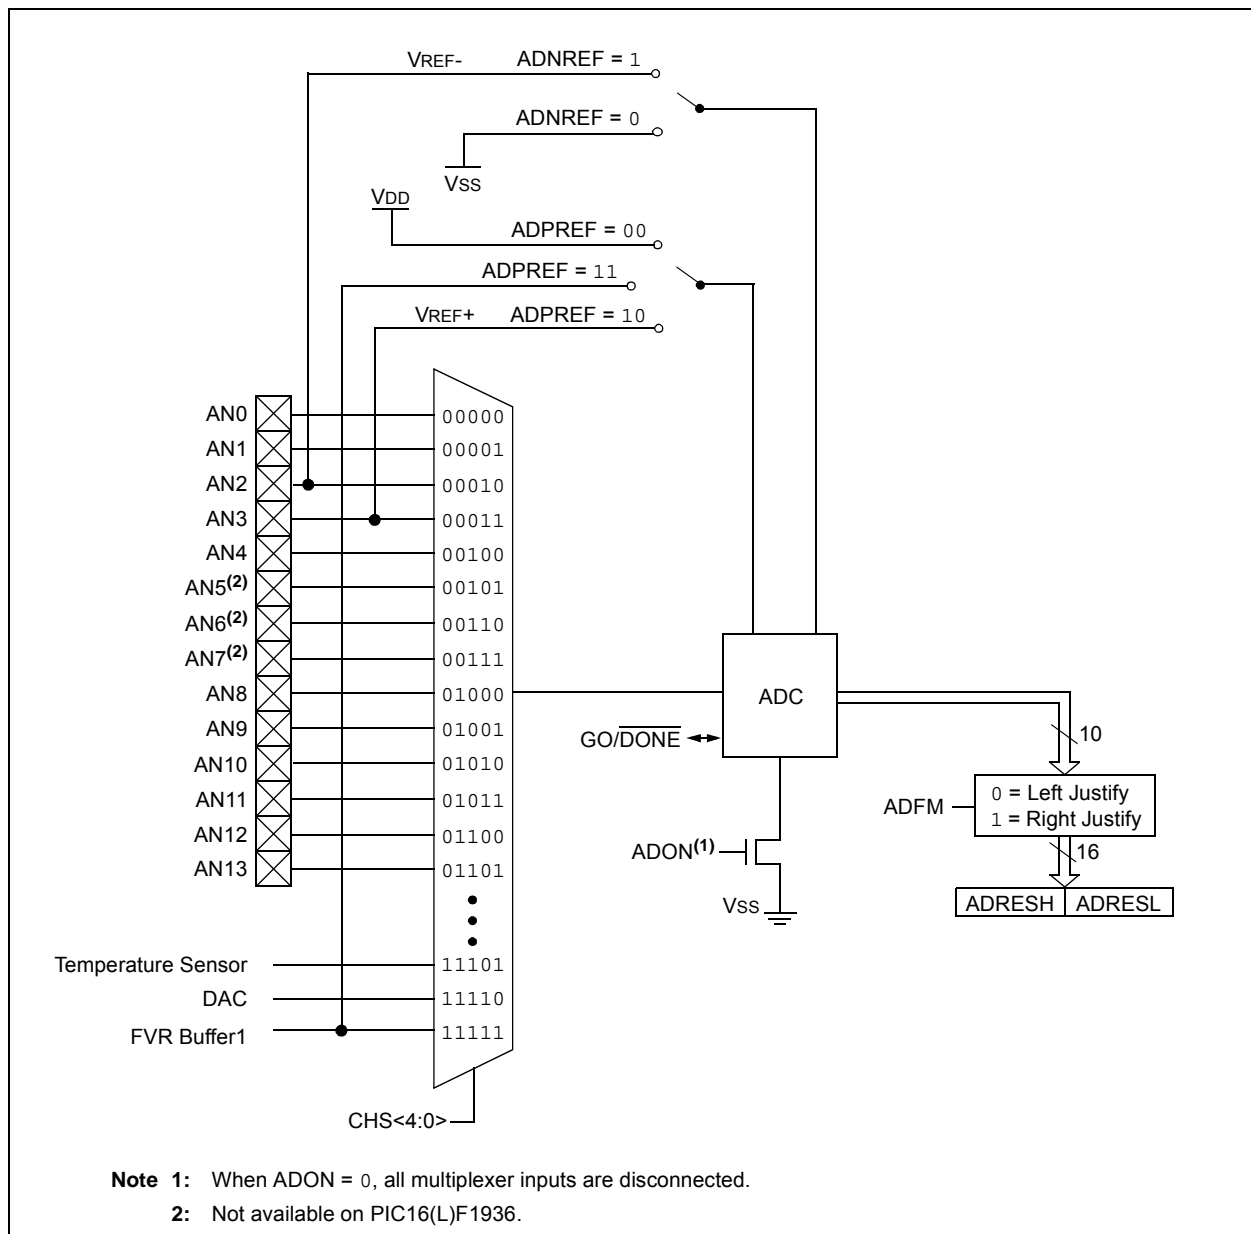 VREF- ADNREF = 1
ADNREF = 0
VSS
VDD
ADPREF = 00
ADPREF = 11
VREF+ ADPREF = 10
AN0 00000
AN1 00001
AN2 00010
AN3 00011
AN4 00100
AN5(2) 00101
AN6(2) 00110
AN7(2) 00111
AN8 01000
AN9 01001
AN10 01010
AN11 01011
AN12 01100
AN13 01101
Temperature Sensor 11101
DAC 11110
FVR Buffer1 11111
CHS<4:0>
ADC
GO/DONE
ADON(1)
VSS
10
ADFM
0 = Left Justify
1 = Right Justify
16
ADRESH ADRESL
Note 1: When ADON = 0, all multiplexer inputs are disconnected.
2: Not available on PIC16(L)F1936.